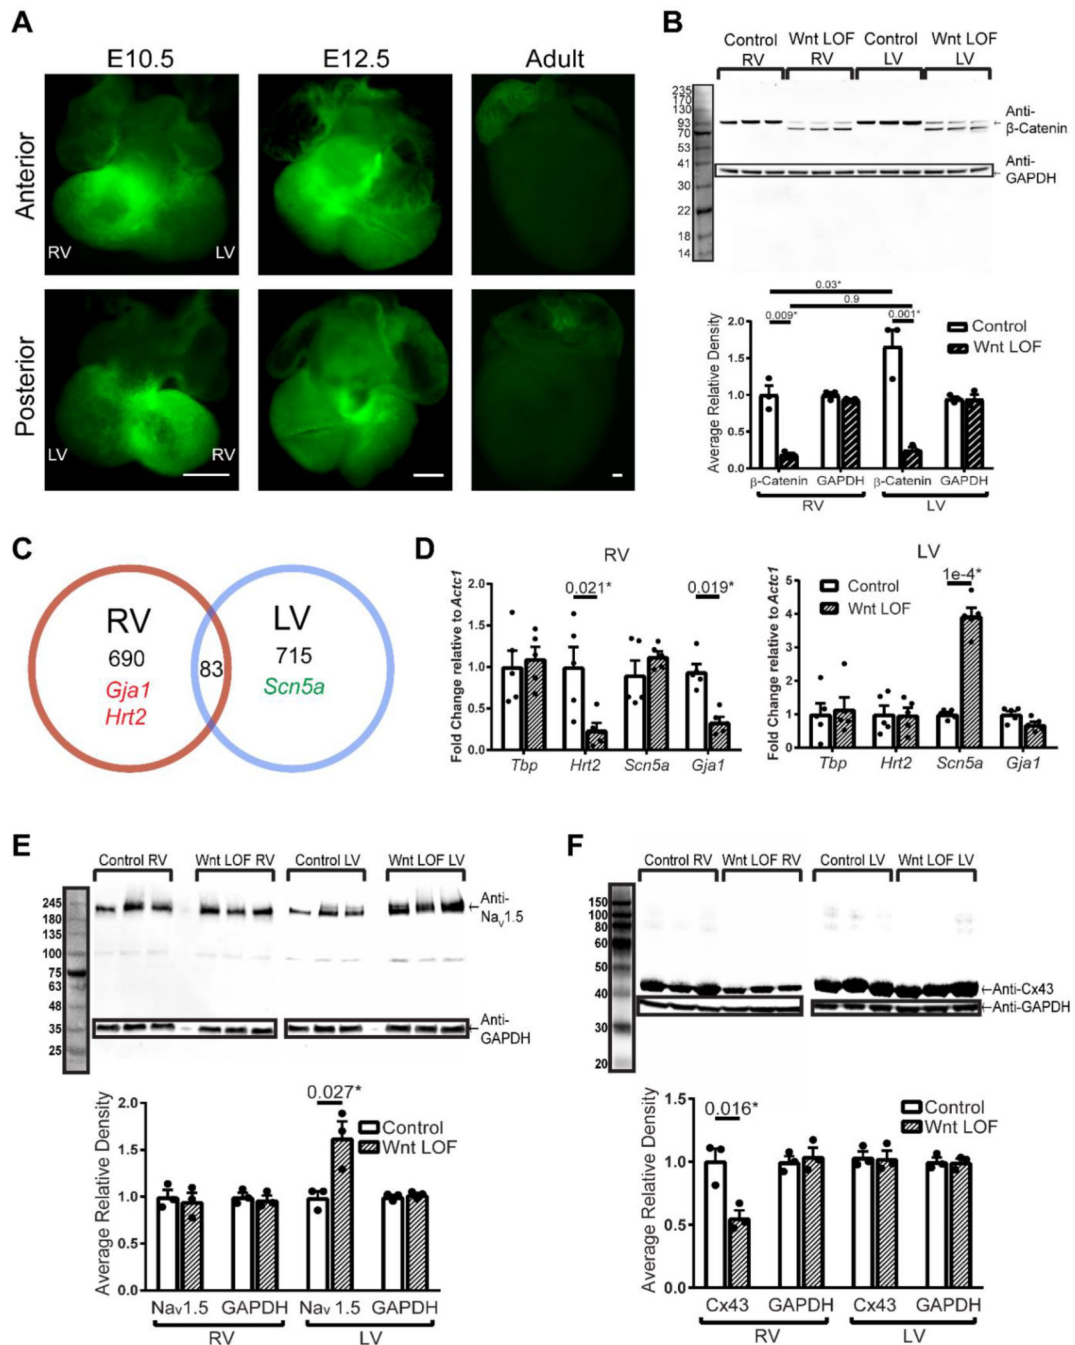 A
E10.5 E12.5 Adult
Anterior
RV LV
Posterior
LV RV
B
Control RV
Wnt LOF RV
Control LV
Wnt LOF LV
235
170
130
93
70
53
41
30
22
18
14
Anti-
β-Catenin
Anti-
GAPDH
0.03*
0.9
0.009* 0.001*
Control
Wnt LOF
Average Relative Density
2.0
1.5
1.0
0.5
0.0
β-Catenin GAPDH β-Catenin GAPDH
RV LV
C
RV
690
Gja1
Hrt2
83
LV
715
Scn5a
D
RV
Fold Change relative to Actc1
2.0
1.5
1.0
0.5
0.0
0.021* 0.019*
Tbp Hrt2 Scn5a Gja1
LV
Fold Change relative to Actc1
5
4
2
1
0
Control
Wnt LOF
1e-4*
Tbp Hrt2 Scn5a Gja1
E
Control RV Wnt LOF RV Control LV Wnt LOF LV
245
180
135
100
75
63
48
35
25
Anti-
Nav1.5
Anti-
GAPDH
Average Relative Density
2.0
1.5
1.0
0.5
0.0
0.027*
Control
Wnt LOF
Nav1.5 GAPDH Nav 1.5 GAPDH
RV LV
F
Control RV Wnt LOF RV Control LV Wnt LOF LV
150
100
80
60
50
40
30
20
Anti-Cx43
Anti-GAPDH
Average Relative Density
1.5
1.0
0.5
0.0
0.016*
Control
Wnt LOF
Cx43 GAPDH Cx43 GAPDH
RV LV